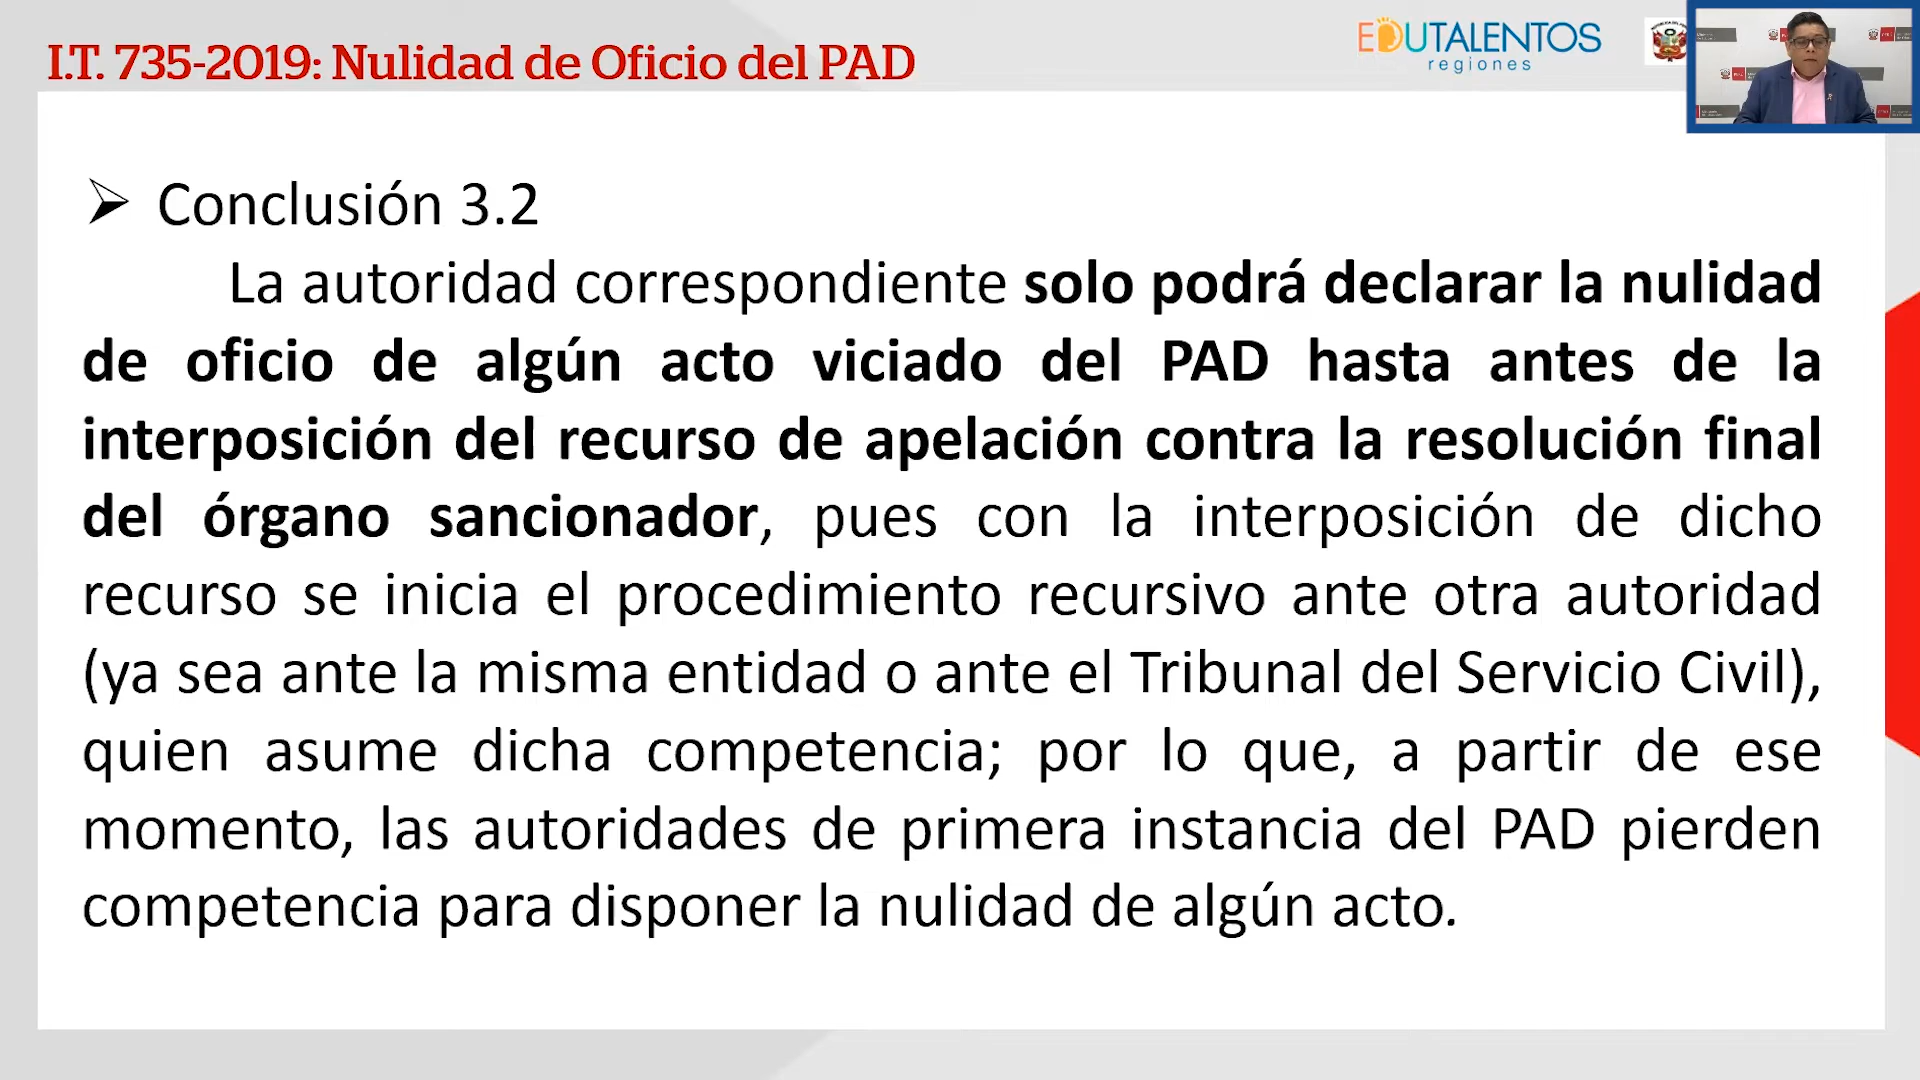 I.T. 735-2019: Nulidad de Oficio del PAD
EDUTALENTOS
regiones
Conclusión 3.2
La autoridad correspondiente solo podrá declarar la nulidad
de oficio de algún acto viciado del PAD hasta antes de la
interposición del recurso de apelación contra la resolución final
del órgano sancionador, pues con la interposición de dicho
recurso se inicia el procedimiento recursivo ante otra autoridad
(ya sea ante la misma entidad o ante el Tribunal del Servicio Civil),
quien asume dicha competencia; por lo que, a partir de ese
momento, las autoridades de primera instancia del PAD pierden
competencia para disponer la nulidad de algún acto.